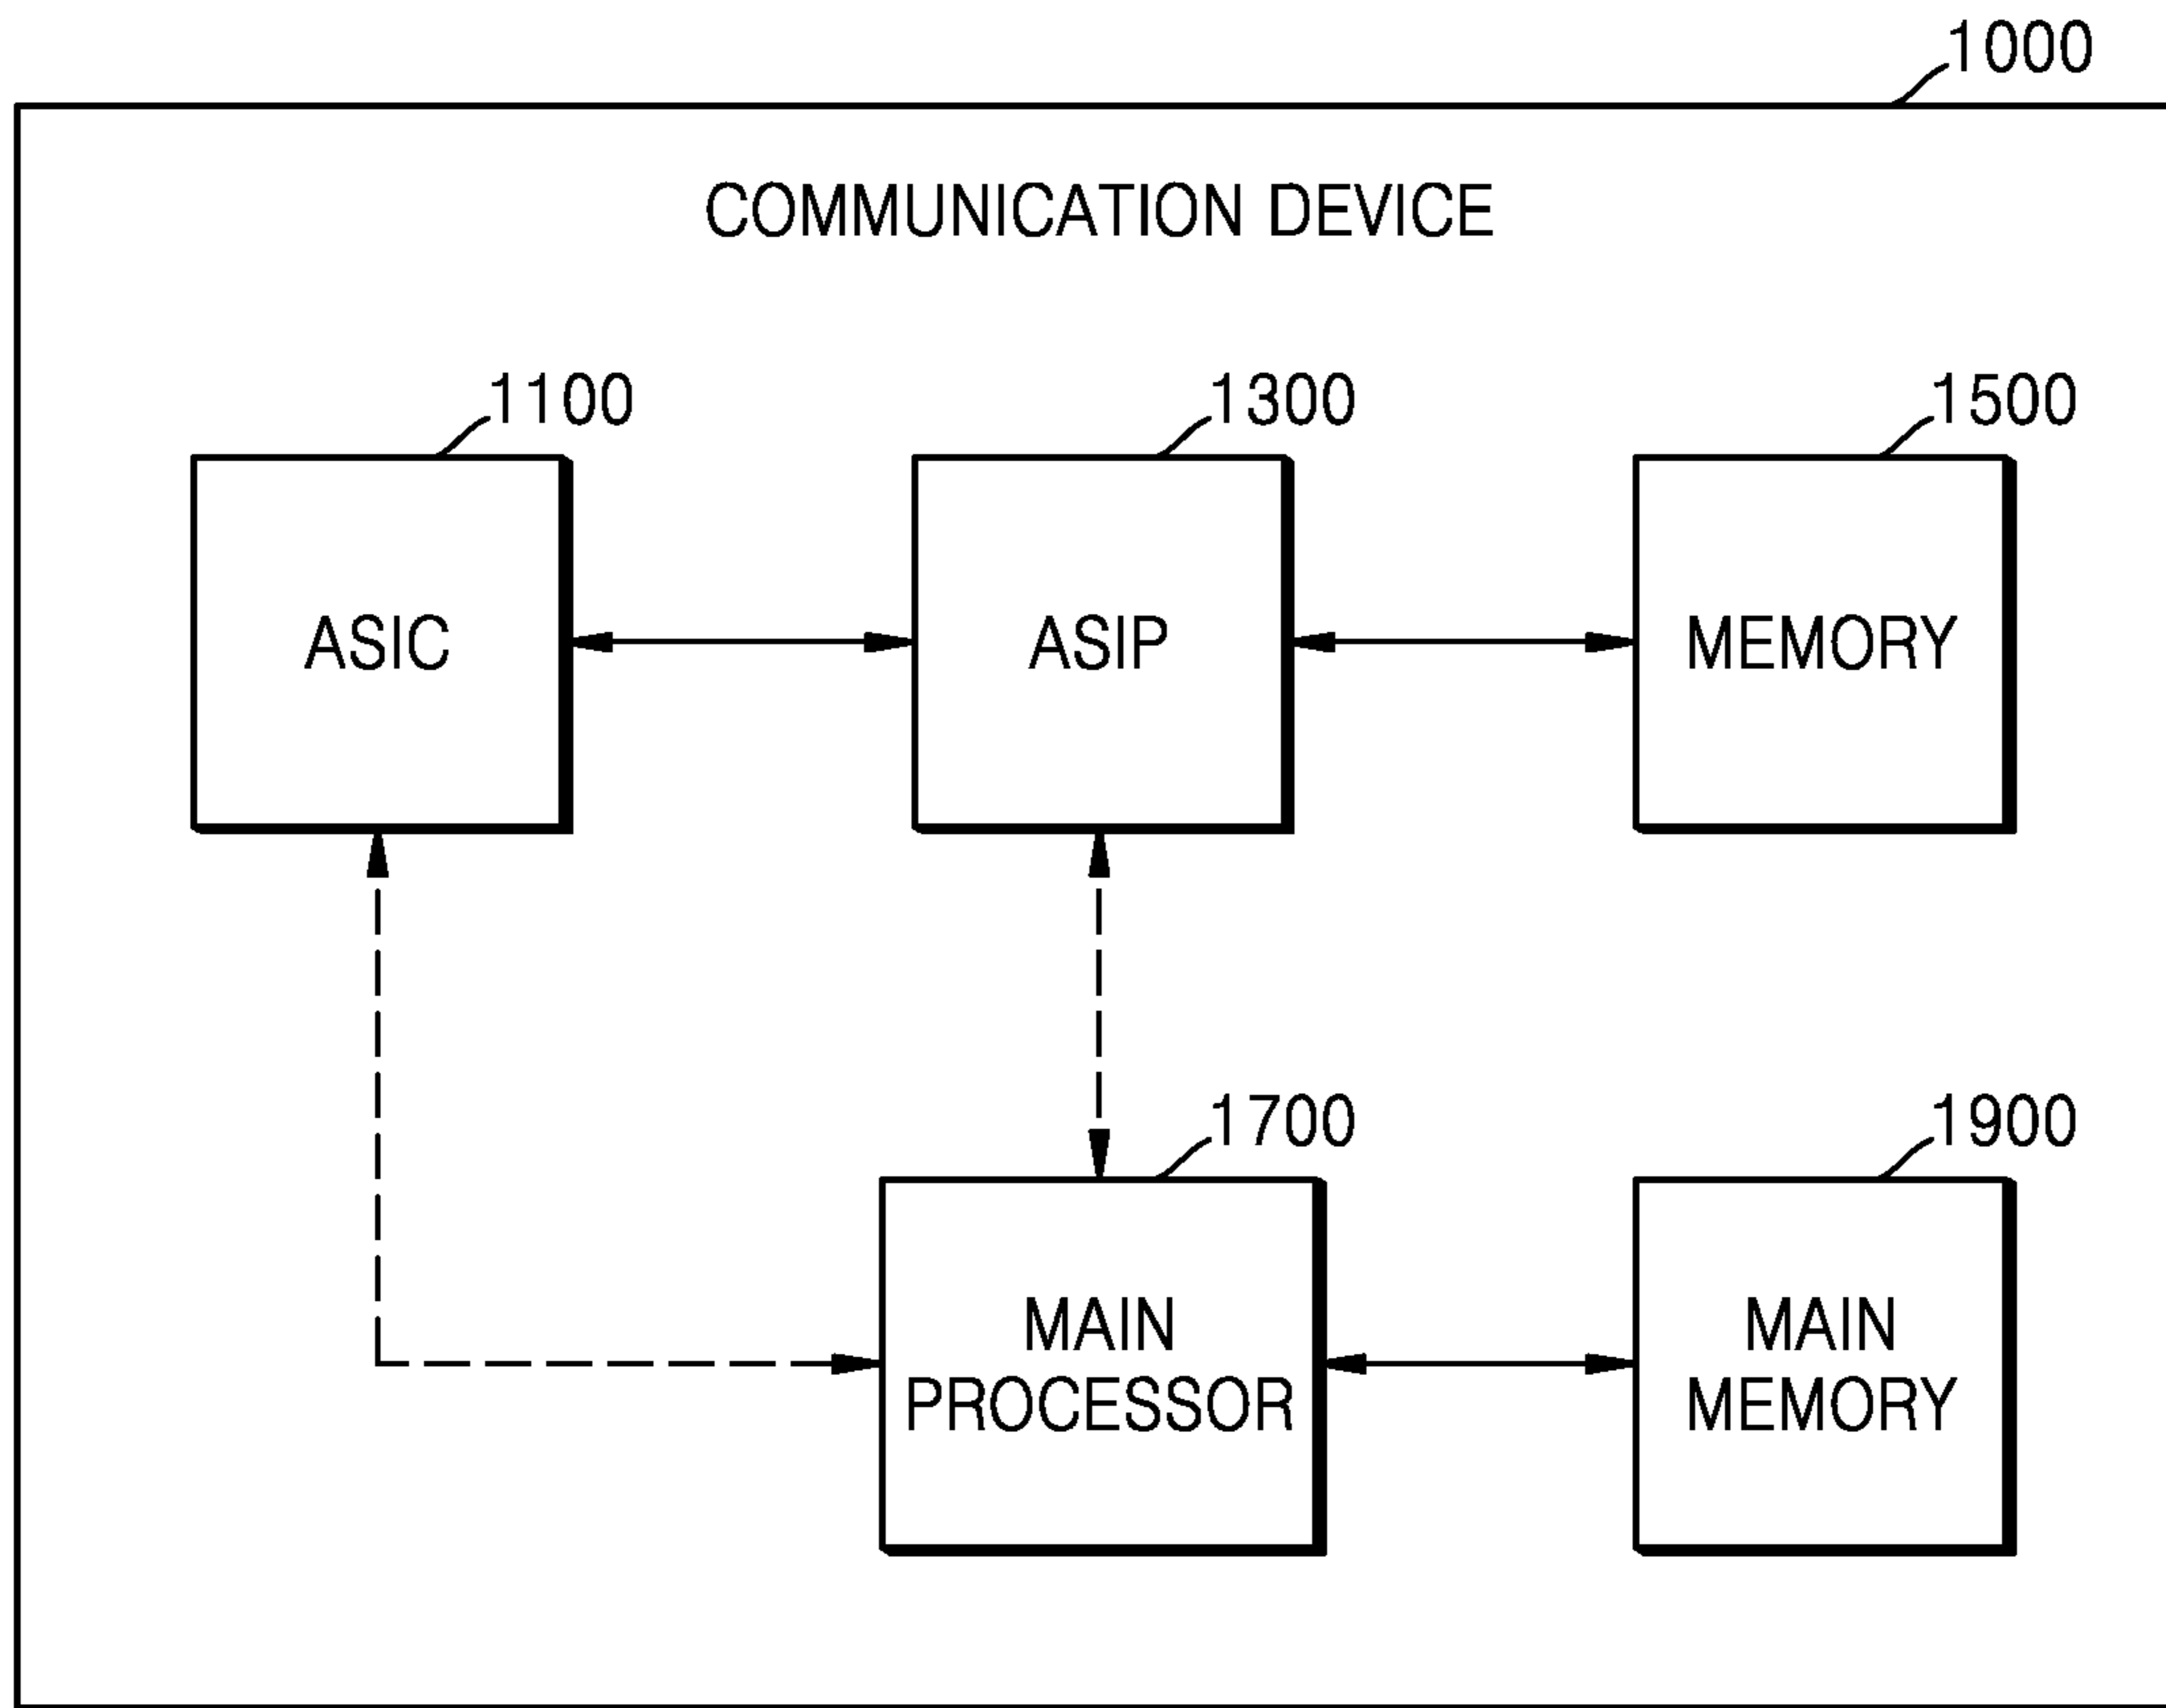 1000
COMMUNICATION DEVICE
1100
1300
1500
ASIC
ASIP
MEMORY
1700
1900
MAIN
PROCESSOR
MAIN
MEMORY